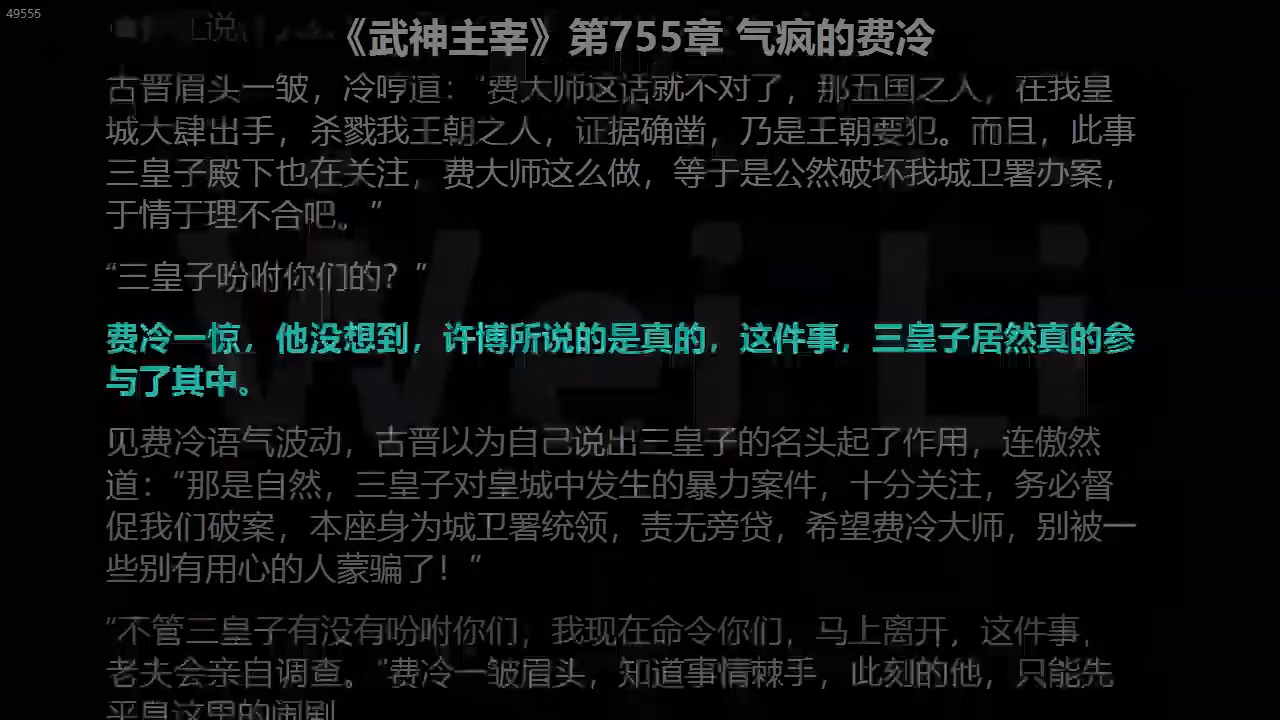 49555
《武神主宰》第755章 气疯的费冷
古晋眉头一皱，冷哼道：“费大师这话就不对了，那五国之人，在我皇
城大肆出手，杀戮我王朝之人，证据确凿，乃是王朝要犯。而且，此事
三皇子殿下也在关注，费大师这么做，等于是公然破坏我城卫署办案，
于情于理不合吧。”
“三皇子吩咐你们的？”
费冷一惊，他没想到，许博所说的是真的，这件事，三皇子居然真的参
与了其中。
见费冷语气波动，古晋以为自己说出三皇子的名头起了作用，连傲然
道：“那是自然，三皇子对皇城中发生的暴力案件，十分关注，务必督
促我们破案，本座身为城卫署统领，责无旁贷，希望费冷大师，别被一
些别有用心的人蒙骗了！”
“不管三皇子有没有吩咐你们，我现在命令你们，马上离开，这件事，
老夫会亲自调查。”费冷一皱眉头，知道事情棘手，此刻的他，只能先
平息这里的闹剧
Wei Li